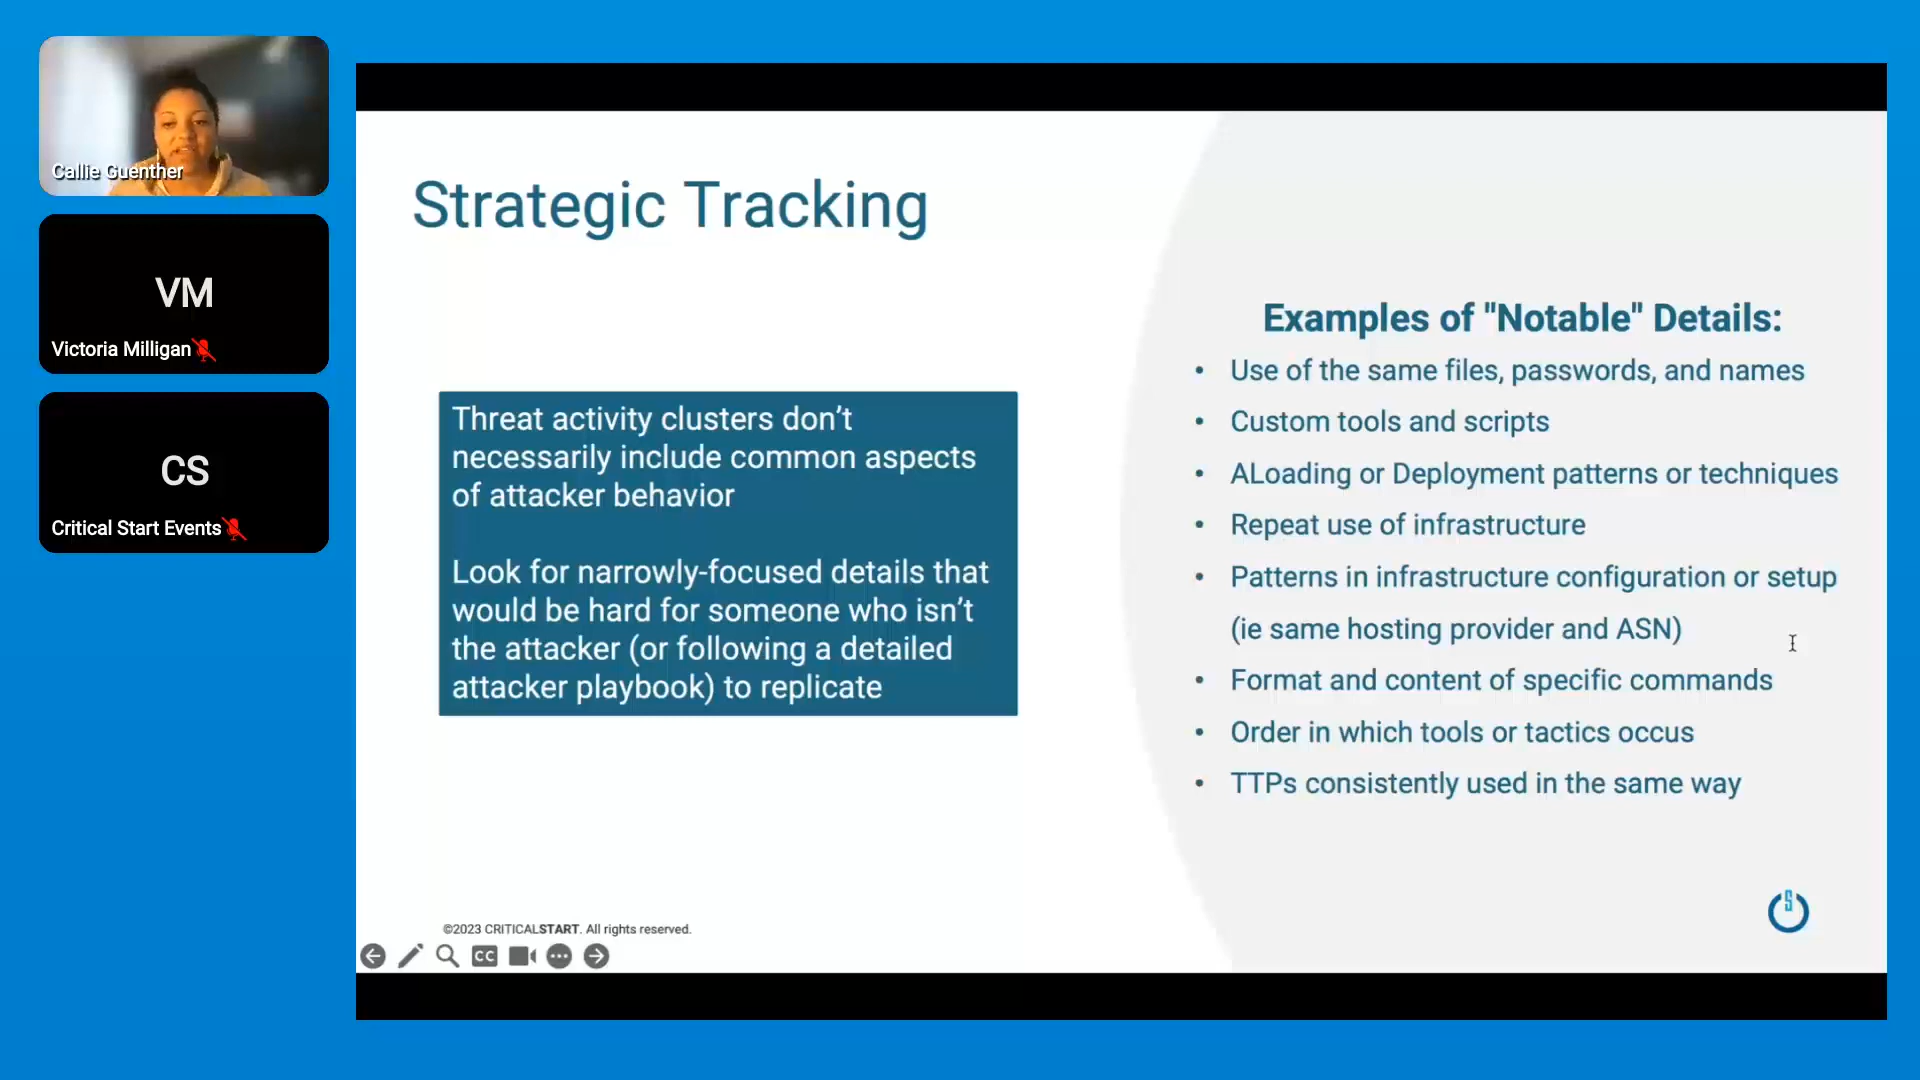 Callie Guenther
VM
Victoria Milligan
CS
Critical Start Events
Strategic Tracking
Threat activity clusters don’t
necessarily include common aspects
of attacker behavior
Look for narrowly-focused details that
would be hard for someone who isn’t
the attacker (or following a detailed
attacker playbook) to replicate
Examples of "Notable" Details:
• Use of the same files, passwords, and names
• Custom tools and scripts
• ALoading or Deployment patterns or techniques
• Repeat use of infrastructure
• Patterns in infrastructure configuration or setup
(ie same hosting provider and ASN)
• Format and content of specific commands
• Order in which tools or tactics occus
• TTPs consistently used in the same way
©2023 CRITICALSTART. All rights reserved.
CC
S